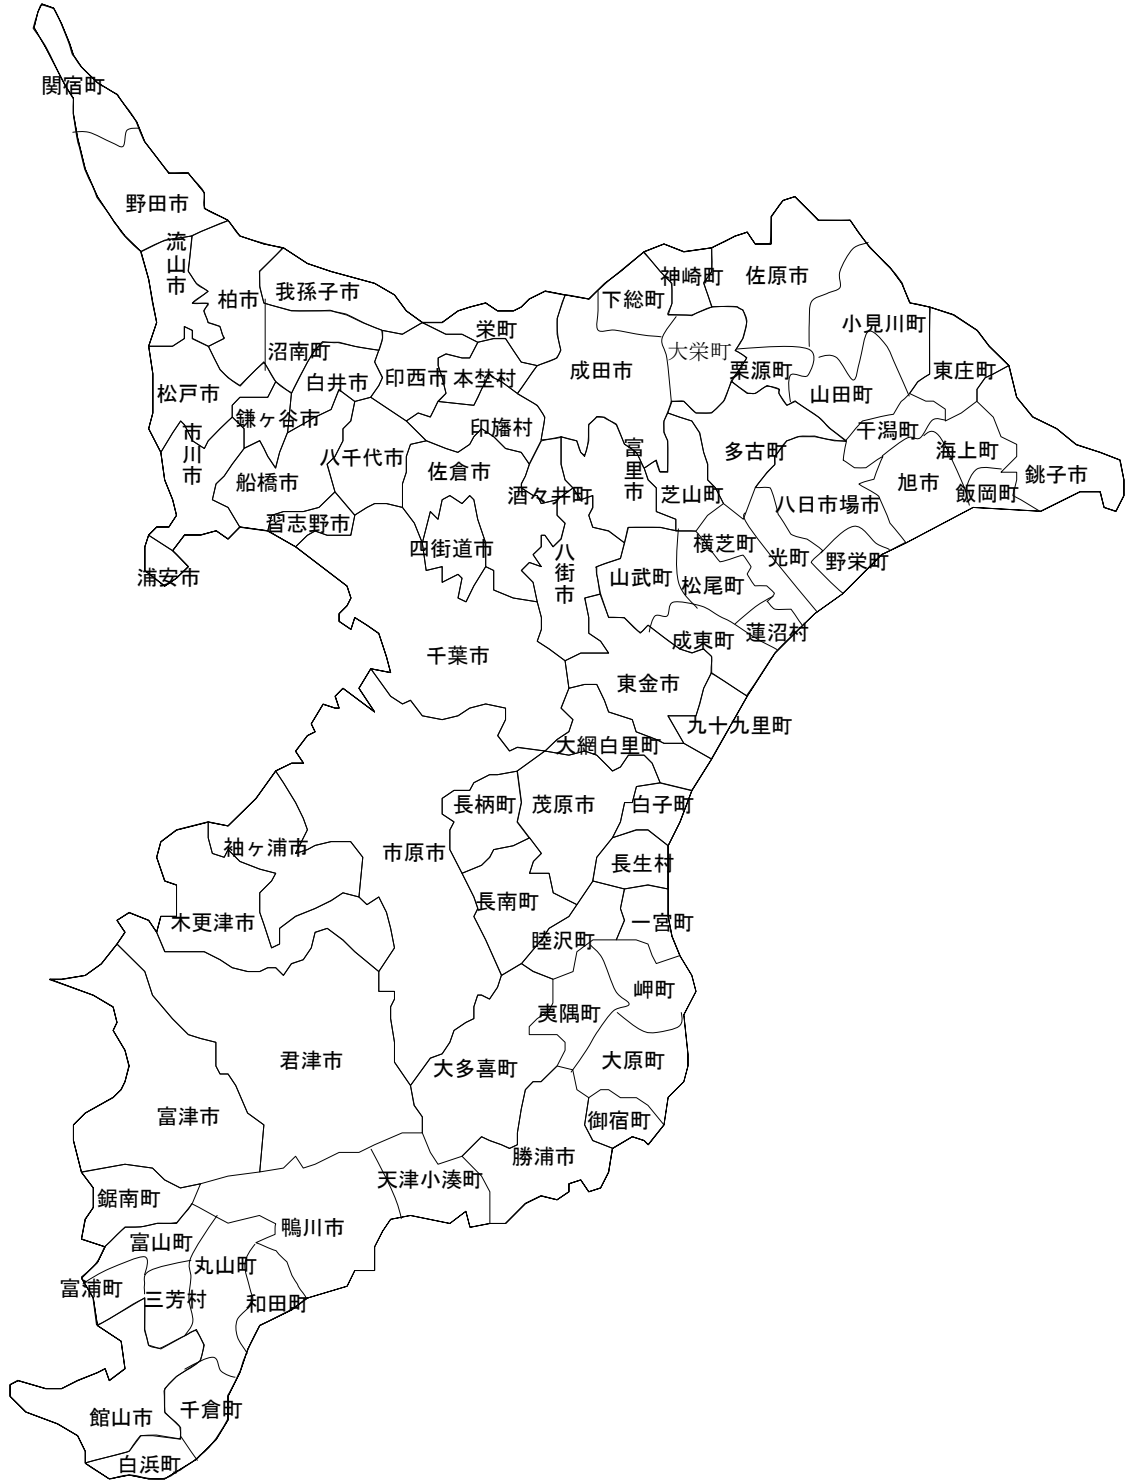 関宿町
野田市
流山市
柏市
我孫子市
沼南町
松戸市
鎌ヶ谷市
白井市
印西市
本埜村
栄町
印旛村
市川市
船橋市
八千代市
佐倉市
習志野市
浦安市
四街道市
酒々井町
成田市
下総町
神崎町
大栄町
佐原市
栗源町
小見川町
山田町
東庄町
干潟町
海上町
旭市
飯岡町
銚子市
多古町
富里市
芝山町
八日市場市
横芝町
光町
野栄町
八街市
山武町
松尾町
蓮沼村
成東町
千葉市
東金市
九十九里町
大網白里町
白子町
長柄町
茂原市
長生村
袖ヶ浦市
市原市
長南町
木更津市
睦沢町
一宮町
岬町
夷隅町
君津市
大多喜町
大原町
富津市
御宿町
勝浦市
天津小湊町
鋸南町
鴨川市
富山町
丸山町
富浦町
三芳村
和田町
館山市
千倉町
白浜町